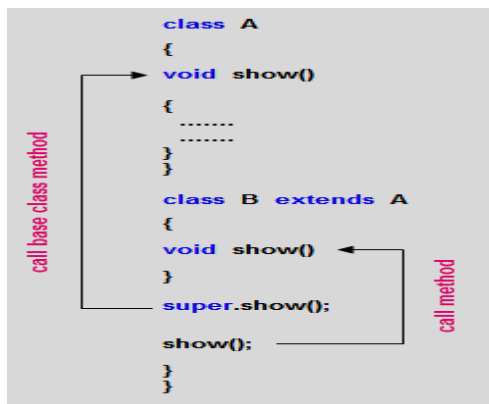 class A
{
void show()
{
-------
-------
}
}
class B extends A
{
void show()
}
super.show();
show();
}
}
call base class method
call method